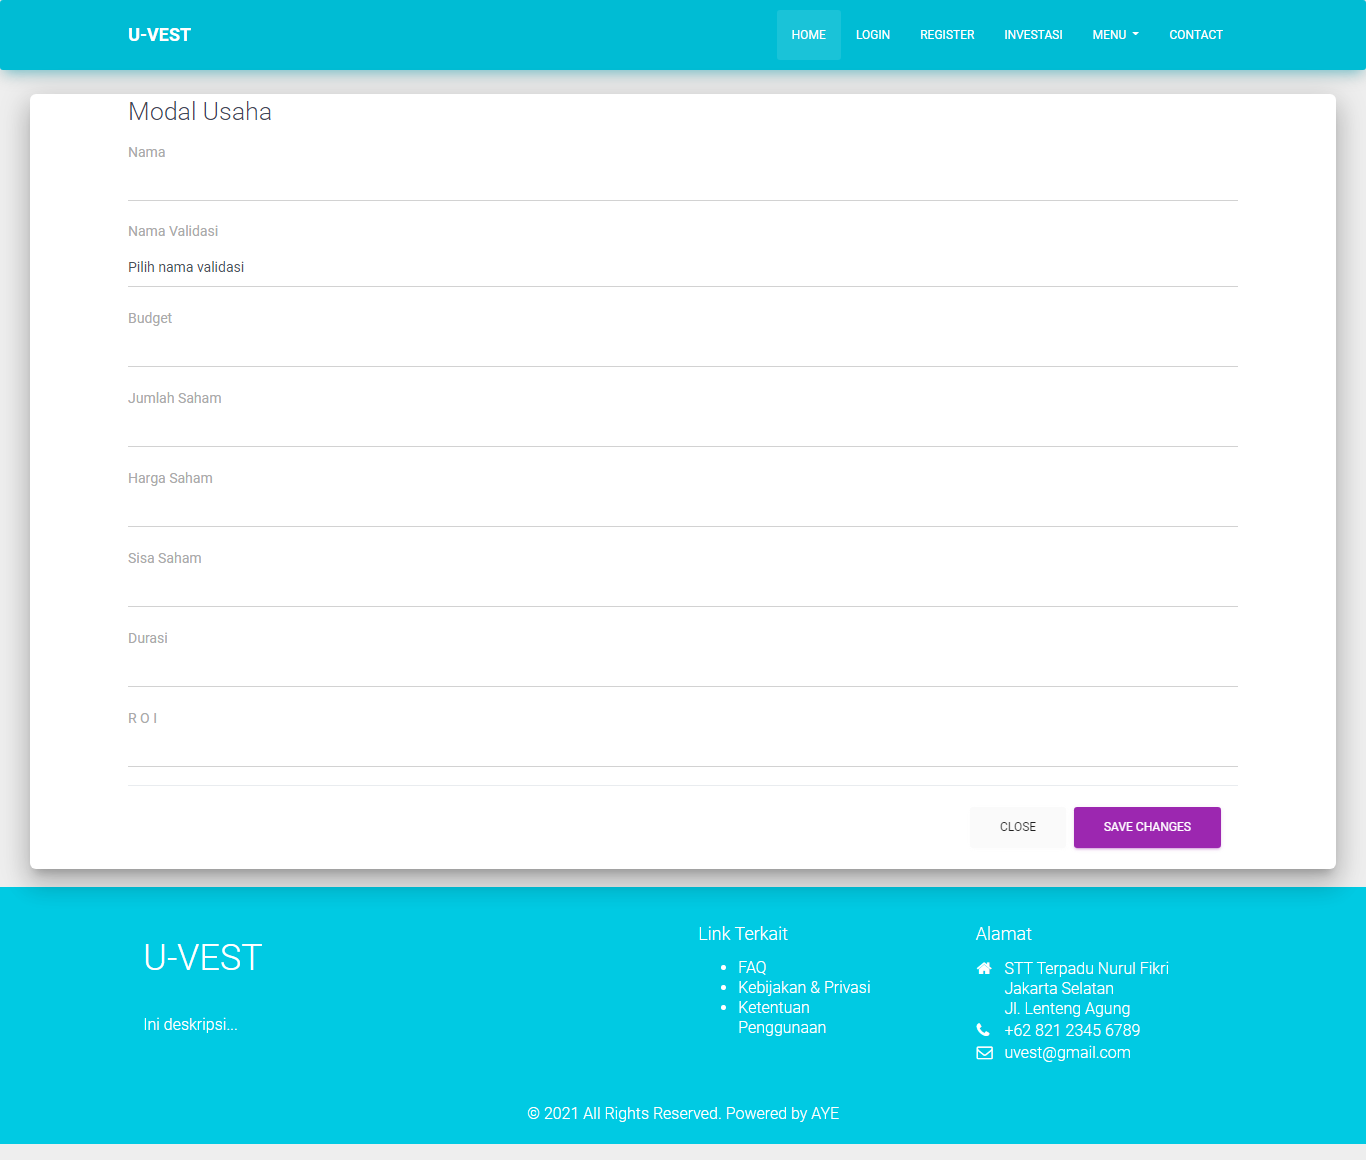 U-VEST
HOME LOGIN REGISTER INVESTASI MENU CONTACT
Modal Usaha
Nama
Nama Validasi
Pilih nama validasi
Budget
Jumlah Saham
Harga Saham
Sisa Saham
Durasi
R O I
CLOSE SAVE CHANGES
U-VEST
Ini deskripsi...
Link Terkait
FAQ
Kebijakan & Privasi
Ketentuan
Penggunaan
Alamat
STT Terpadu Nurul Fikri
Jakarta Selatan
Jl. Lenteng Agung
+62 821 2345 6789
uvest@gmail.com
© 2021 All Rights Reserved. Powered by AYE